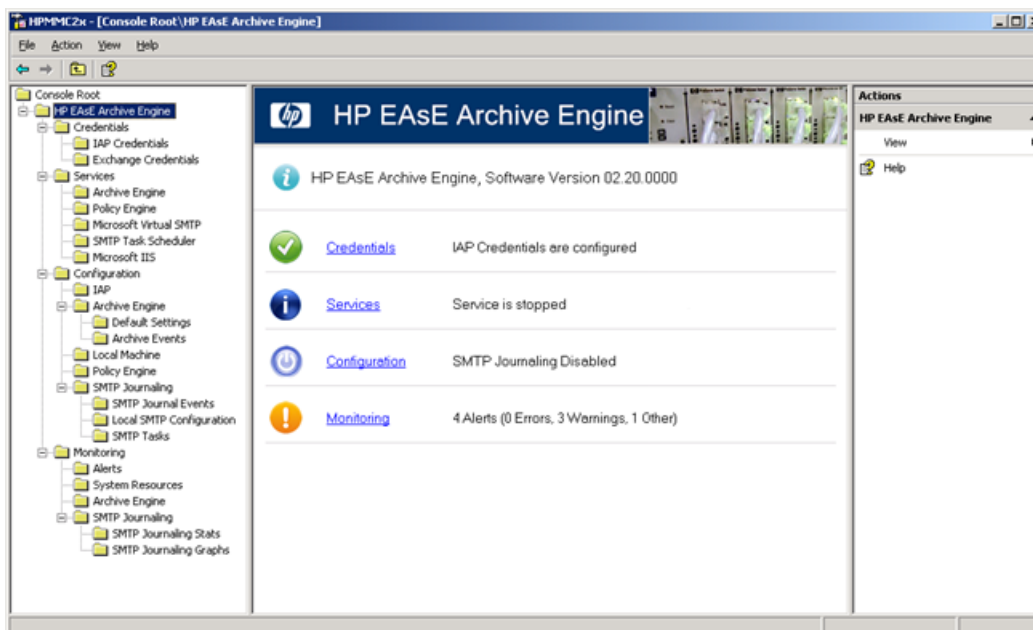 HPMMC2x - [Console Root\HP EAsE Archive Engine]
File Action View Help
Console Root
HP EAsE Archive Engine
Credentials
IAP Credentials
Exchange Credentials
Services
Archive Engine
Policy Engine
Microsoft Virtual SMTP
SMTP Task Scheduler
Microsoft IIS
Configuration
IAP
Archive Engine
Default Settings
Archive Events
Local Machine
Policy Engine
SMTP Journaling
SMTP Journal Events
Local SMTP Configuration
SMTP Tasks
Monitoring
Alerts
System Resources
Archive Engine
SMTP Journaling
SMTP Journaling Stats
SMTP Journaling Graphs
hp HP EAsE Archive Engine
HP EAsE Archive Engine, Software Version 02.20.0000
Credentials IAP Credentials are configured
Services Service is stopped
Configuration SMTP Journaling Disabled
Monitoring 4 Alerts (0 Errors, 3 Warnings, 1 Other)
Actions
HP EAsE Archive Engine
View
Help